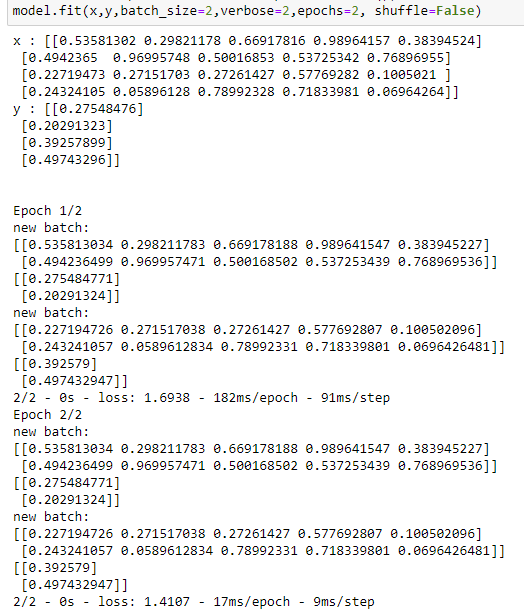 model.fit(x,y,batch_size=2,verbose=2,epochs=2, shuffle=False)
x : [[0.53581302 0.29821178 0.66917816 0.98964157 0.38394524]
[0.4942365  0.96995748 0.50016853 0.53725342 0.76896955]
[0.22719473 0.27151703 0.27261427 0.57769282 0.1005021 ]
[0.24324105 0.05896128 0.78992328 0.71833981 0.06964264]]
y : [[0.27548476]
[0.20291323]
[0.39257899]
[0.49743296]]
Epoch 1/2
new batch:
[[0.535813034 0.298211783 0.669178188 0.989641547 0.383945227]
[0.494236499 0.969957471 0.500168502 0.537253439 0.768969536]]
[[0.275484771]
[0.20291324]]
new batch:
[[0.227194726 0.271517038 0.27261427 0.577692807 0.100502096]
[0.243241057 0.0589612834 0.78992331 0.718339801 0.0696426481]]
[[0.392579]
[0.497432947]]
2/2 - 0s - loss: 1.6938 - 182ms/epoch - 91ms/step
Epoch 2/2
new batch:
[[0.535813034 0.298211783 0.669178188 0.989641547 0.383945227]
[0.494236499 0.969957471 0.500168502 0.537253439 0.768969536]]
[[0.275484771]
[0.20291324]]
new batch:
[[0.227194726 0.271517038 0.27261427 0.577692807 0.100502096]
[0.243241057 0.0589612834 0.78992331 0.718339801 0.0696426481]]
[[0.392579]
[0.497432947]]
2/2 - 0s - loss: 1.4107 - 17ms/epoch - 9ms/step